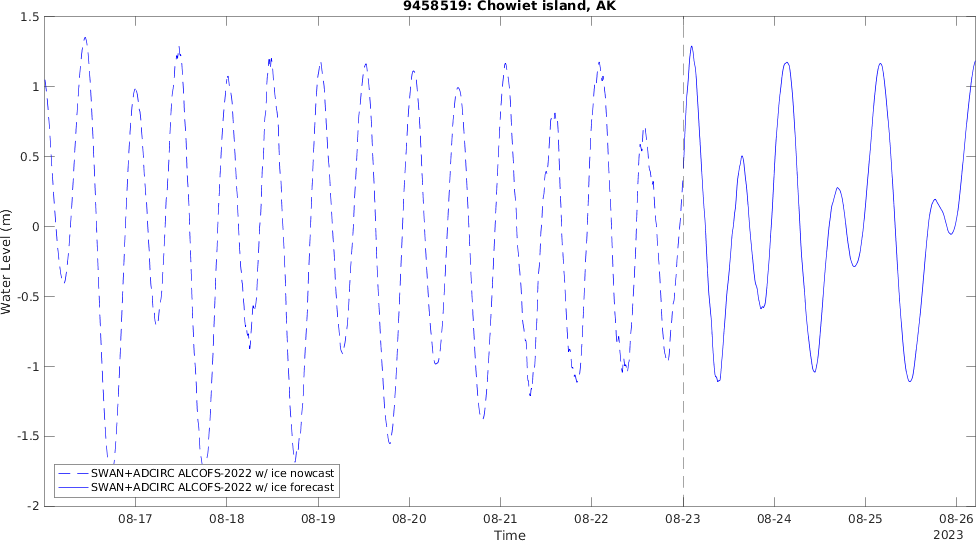 9458519: Chowiet island, AK
Water Level (m)
1.5
1
0.5
0
-0.5
-1
-1.5
-2
SWAN+ADCIRC ALCOFS-2022 w/ ice nowcast
SWAN+ADCIRC ALCOFS-2022 w/ ice forecast
08-17 08-18 08-19 08-20 08-21 08-22 08-23 08-24 08-25 08-26
2023
Time